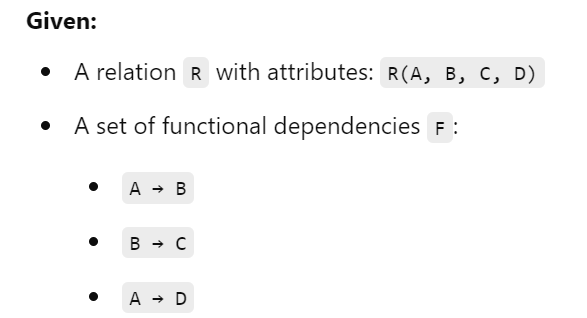 Given:
• A relation R with attributes: R(A, B, C, D)
• A set of functional dependencies F:
• A → B
• B → C
• A → D